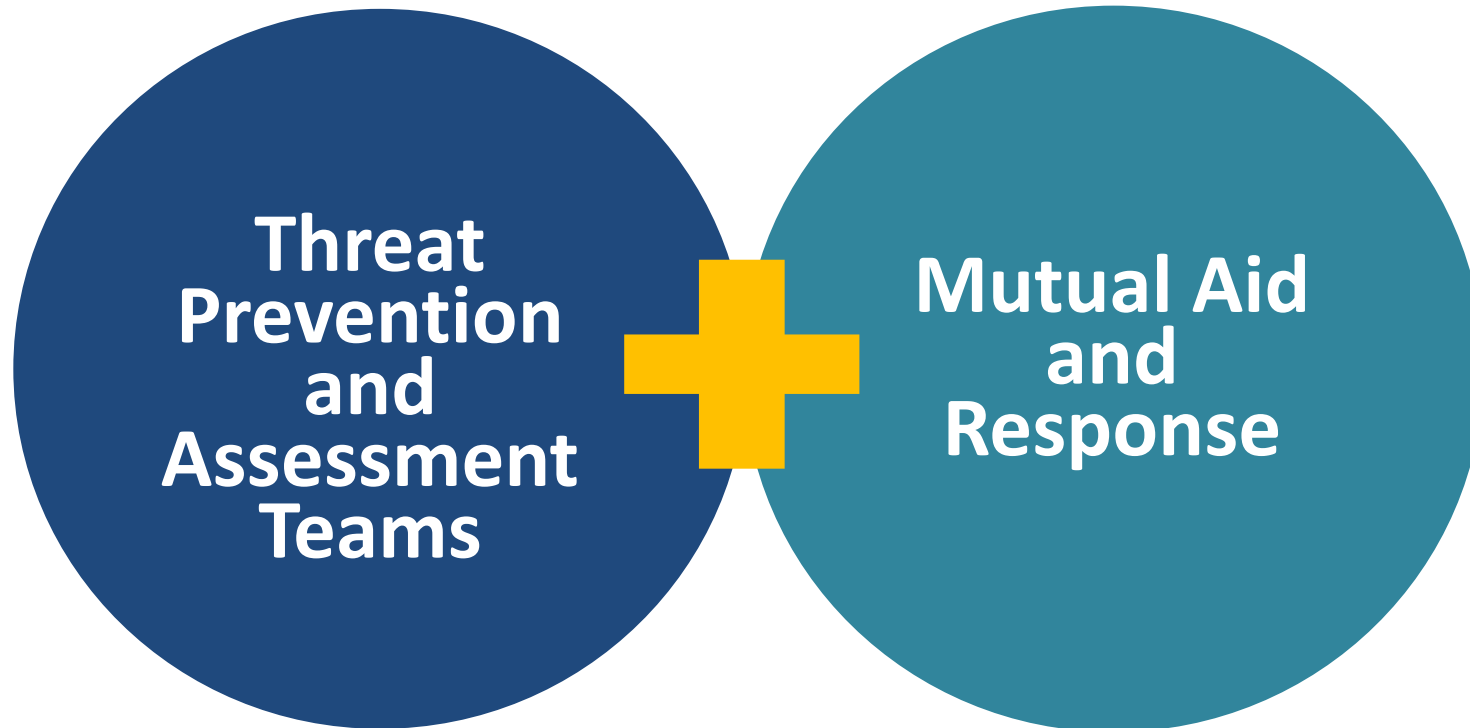 Threat
Prevention
and
Assessment
Teams
Mutual Aid
and
Response